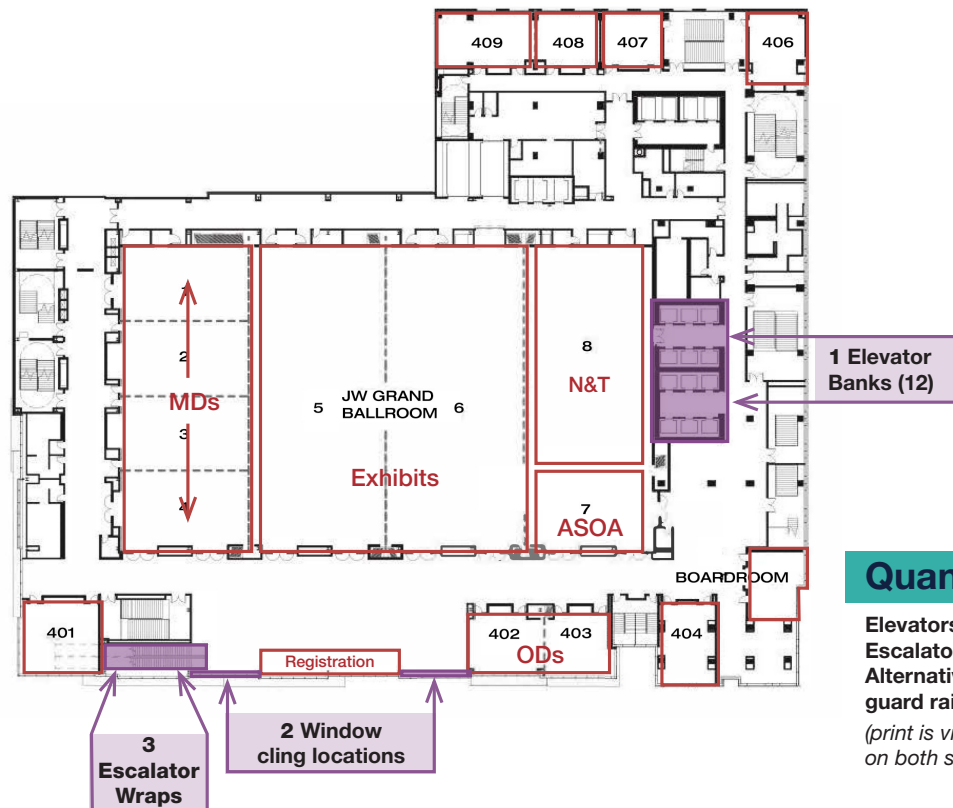 409
408
407
406
1
2
MDs
3
4
5
JW GRAND
BALLROOM
6
Exhibits
8
N&T
7
ASOA
1 Elevator
Banks (12)
BOARDROOM
401
402
403
ODs
404
Registration
2 Window
cling locations
3
Escalator
Wraps
Quan
Elevators
Escalato
Alternativ
guard rai
(print is v
on both s